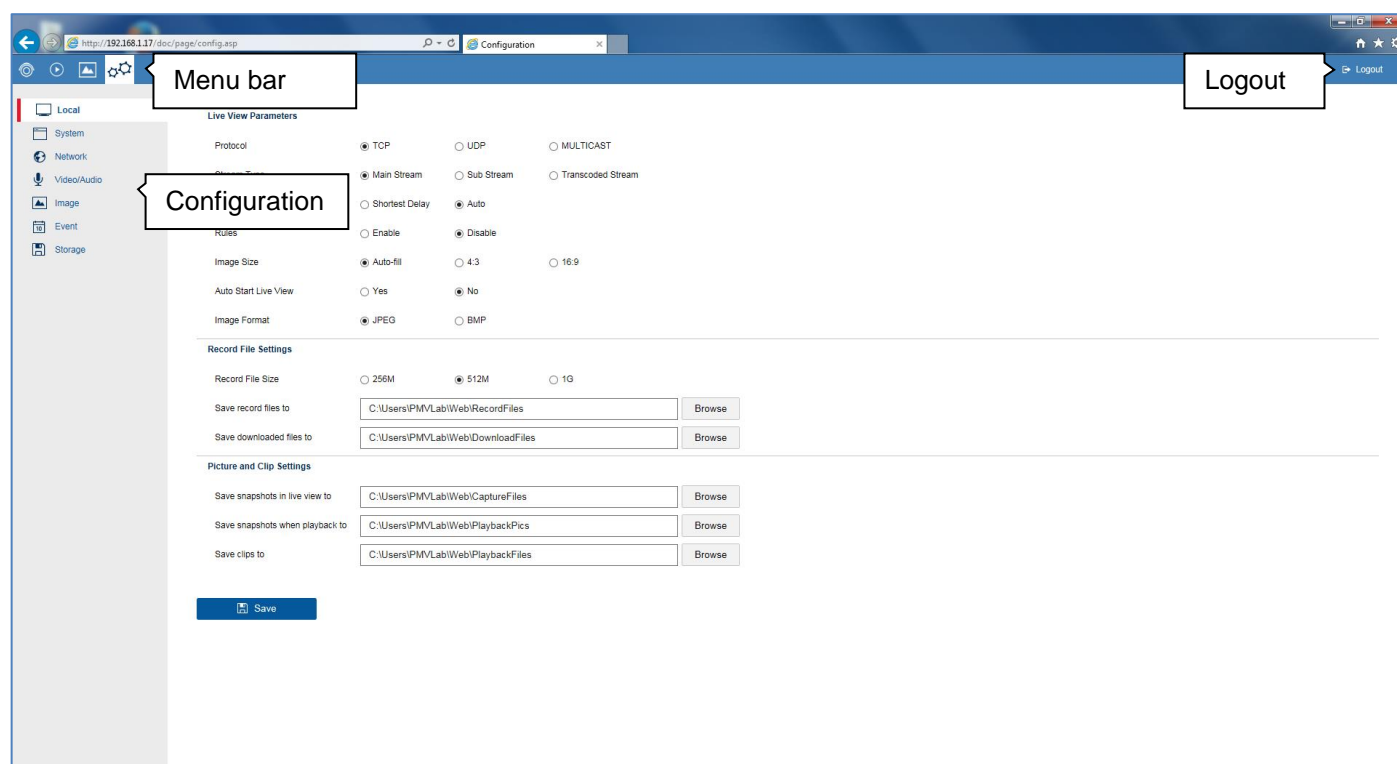 http://192.168.1.17/doc/page/config.asp
Configuration
Menu bar
Logout
Logout
Local
System
Network
Video/Audio
Image
Event
Storage
Configuration
Live View Parameters
Protocol TCP UDP MULTICAST
Main Stream Sub Stream Transcoded Stream
Shortest Delay Auto
Rules Enable Disable
Image Size Auto-fill 4:3 16:9
Auto Start Live View Yes No
Image Format JPEG BMP
Record File Settings
Record File Size 256M 512M 1G
Save record files to C:\Users\PMVLab\Web\RecordFiles Browse
Save downloaded files to C:\Users\PMVLab\Web\DownloadFiles Browse
Picture and Clip Settings
Save snapshots in live view to C:\Users\PMVLab\Web\CaptureFiles Browse
Save snapshots when playback to C:\Users\PMVLab\Web\PlaybackPics Browse
Save clips to C:\Users\PMVLab\Web\PlaybackFiles Browse
Save